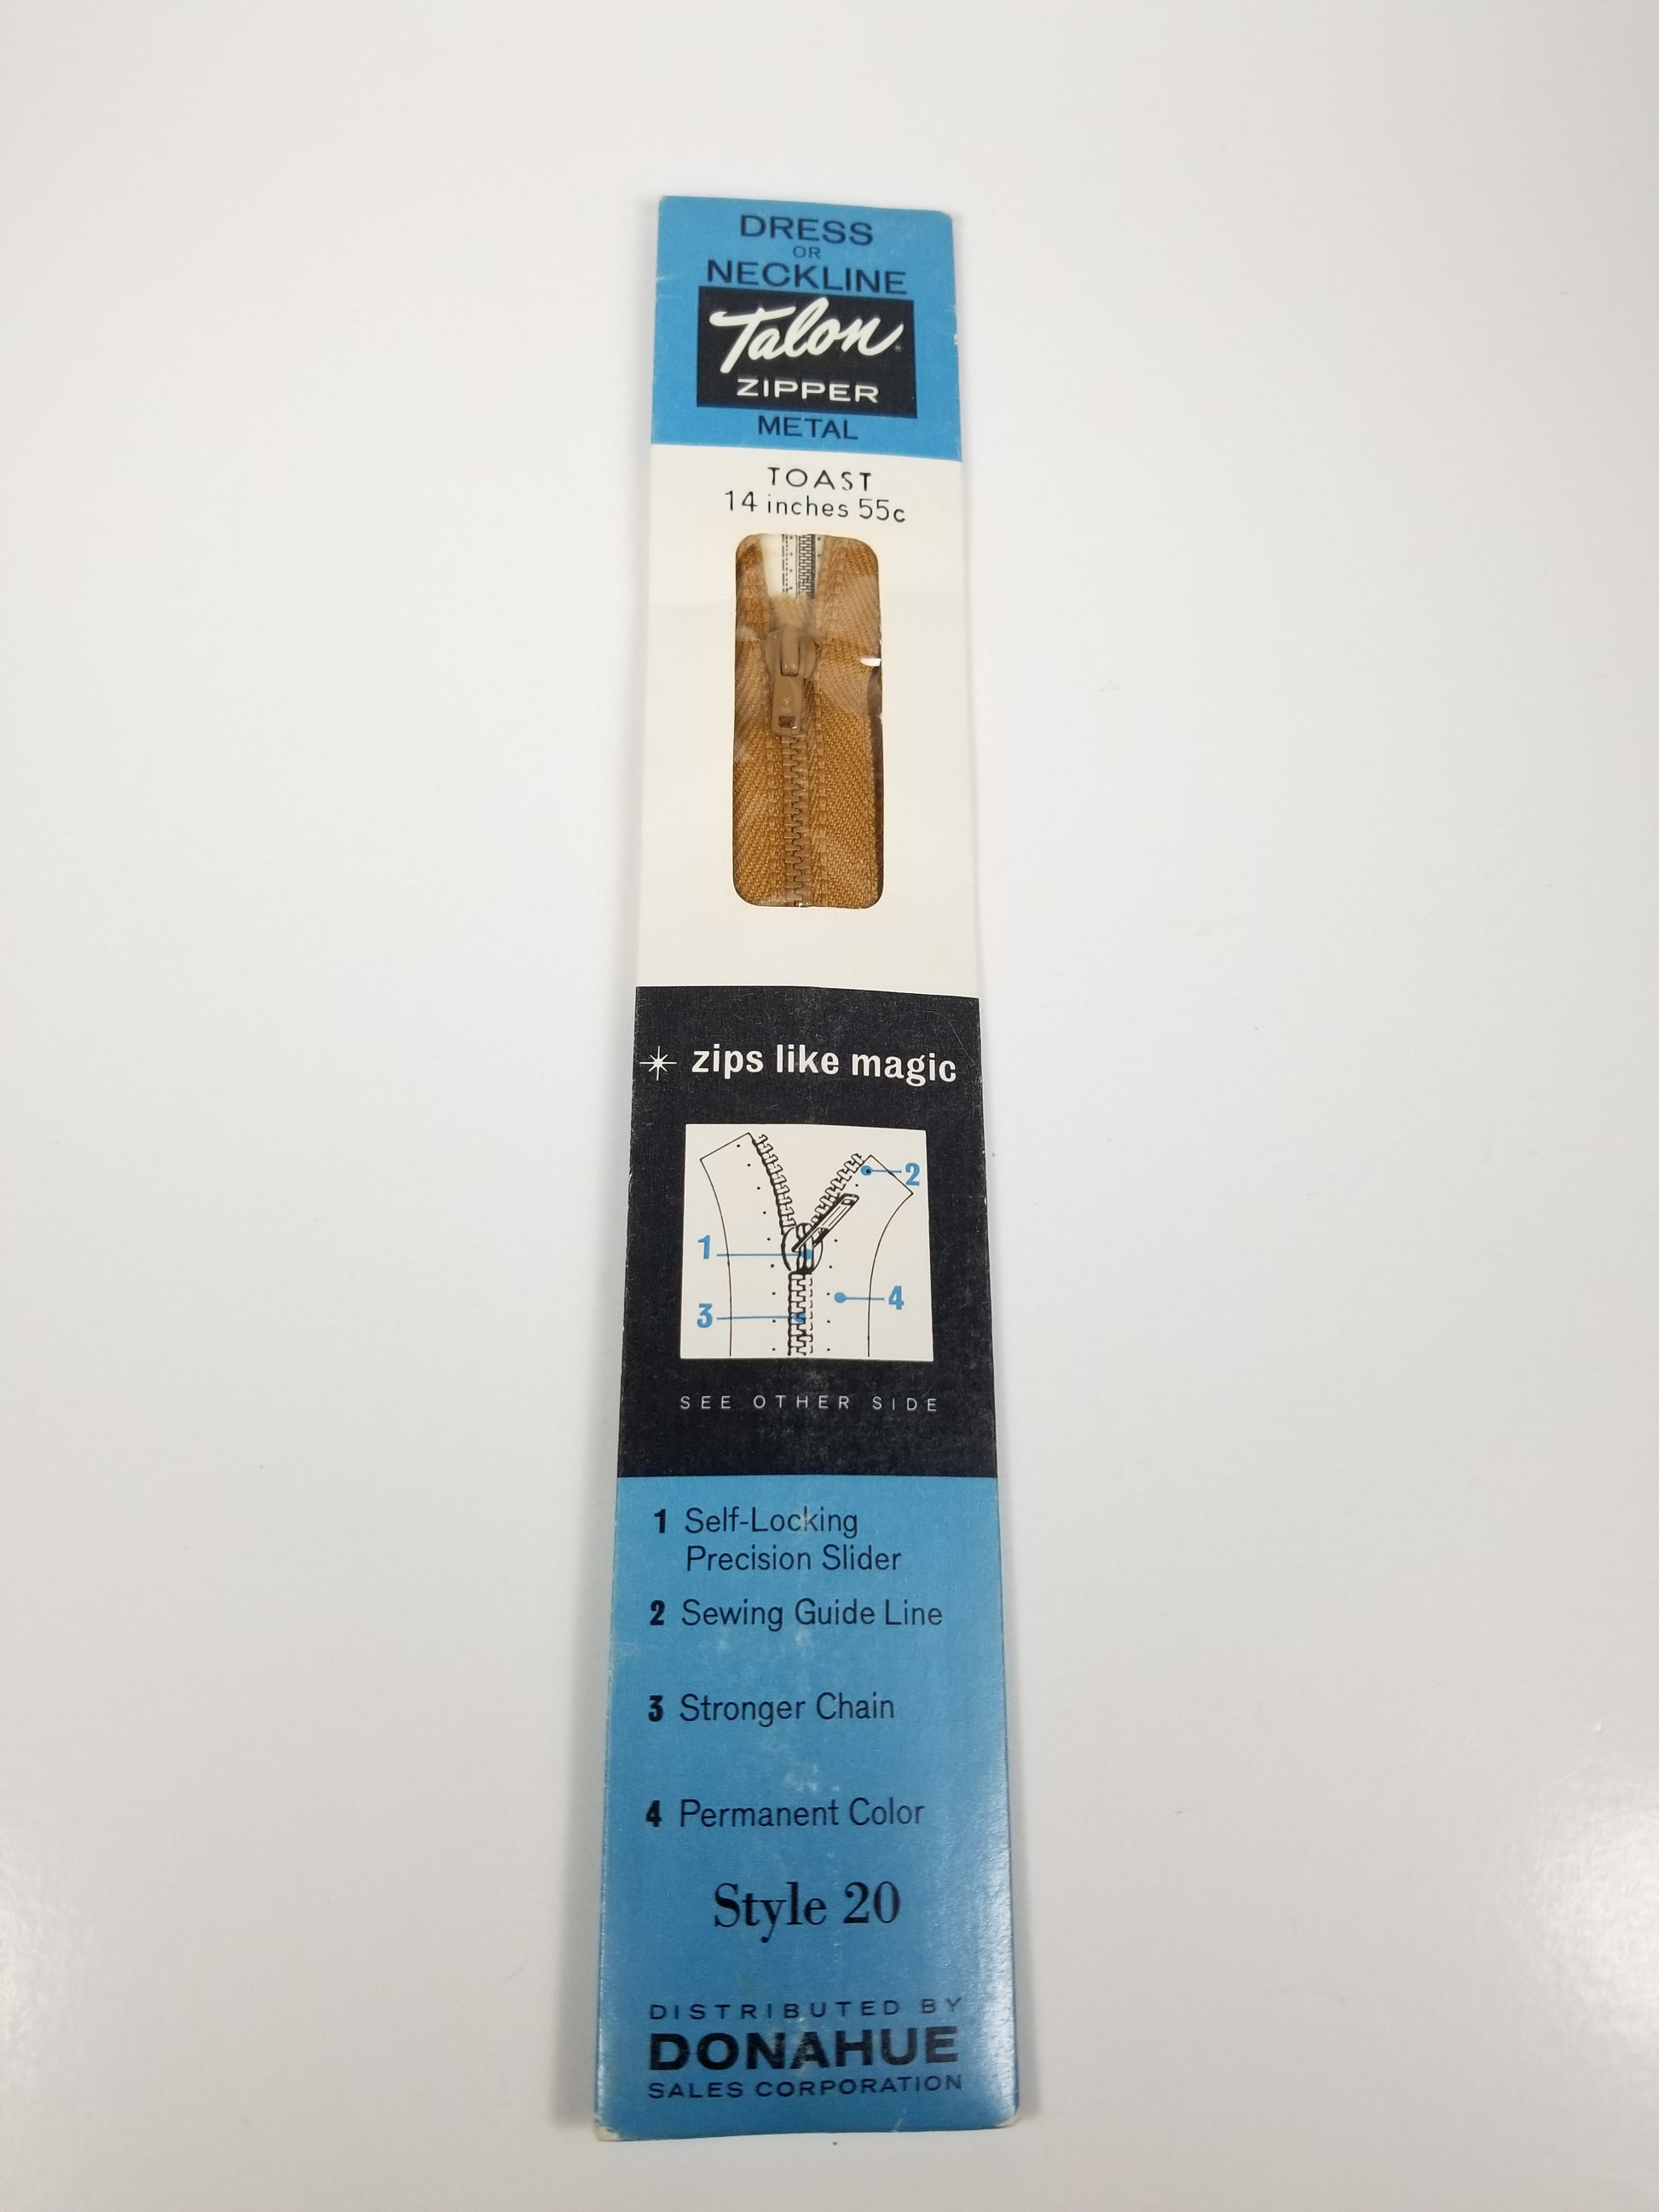 DRESS
OR
NECKLINE
Talon
ZIPPER
METAL
TOAST
14 inches 55c
zips like magic
2
1
4
3
SEE OTHER SIDE
1 Self-Locking
Precision Slider
2 Sewing Guide Line
3 Stronger Chain
4 Permanent Color
Style 20
DISTRIBUTED BY
DONAHUE
SALES CORPORATION